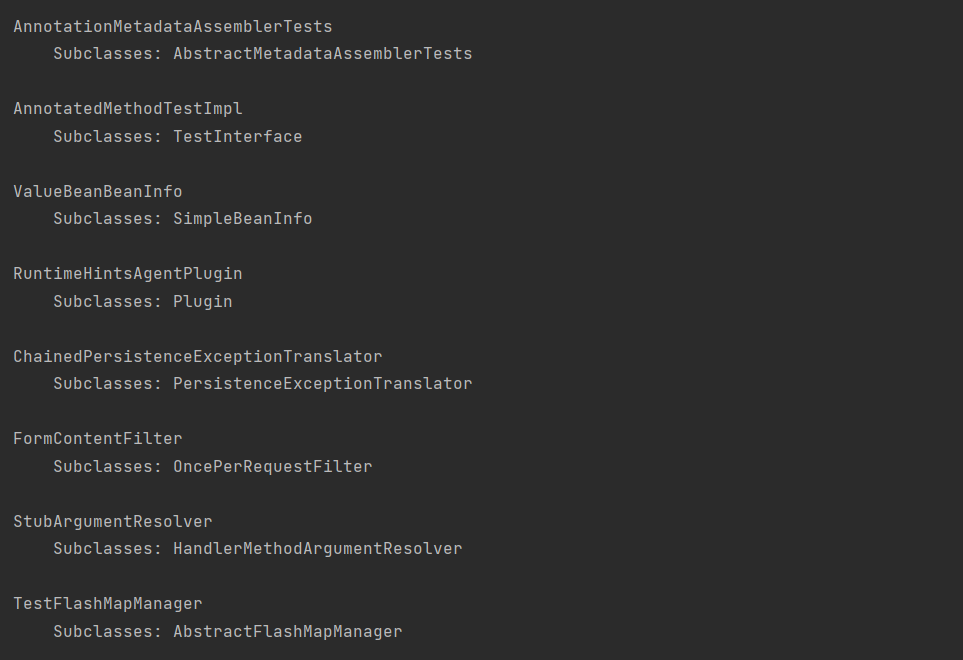 AnnotationMetadataAssemblerTests
Subclasses: AbstractMetadataAssemblerTests
AnnotatedMethodTestImpl
Subclasses: TestInterface
ValueBeanBeanInfo
Subclasses: SimpleBeanInfo
RuntimeHintsAgentPlugin
Subclasses: Plugin
ChainedPersistenceExceptionTranslator
Subclasses: PersistenceExceptionTranslator
FormContentFilter
Subclasses: OncePerRequestFilter
StubArgumentResolver
Subclasses: HandlerMethodArgumentResolver
TestFlashMapManager
Subclasses: AbstractFlashMapManager